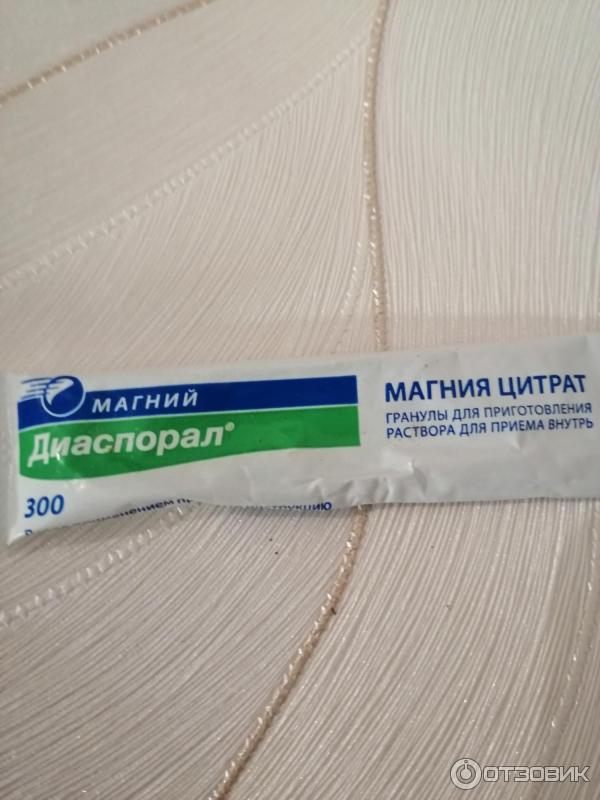 МАГНИЙ
Диаспорал®
300
МАГНИЯ ЦИТРАТ
ГРАНУЛЫ ДЛЯ ПРИГОТОВЛЕНИЯ
РАСТВОРА ДЛЯ ПРИЕМА ВНУТРЬ
ОТЗОВИК